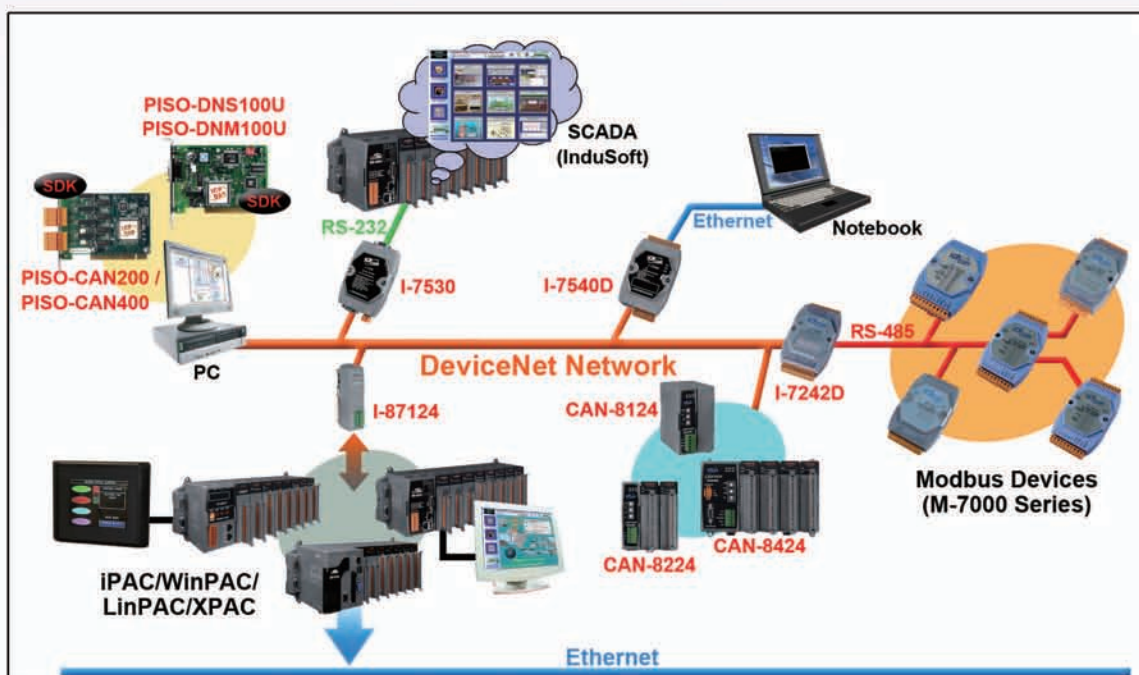 PISO-DNS100U
PISO-DNM100U
SDK
SDK
PISO-CAN200 /
PISO-CAN400
PC
SCADA
(InduSoft)
RS-232
I-7530
Ethernet
Notebook
I-7540D
RS-485
I-7242D
DeviceNet Network
I-87124
CAN-8124
CAN-8224
CAN-8424
Modbus Devices
(M-7000 Series)
iPAC/WinPAC/
LinPAC/XPAC
Ethernet